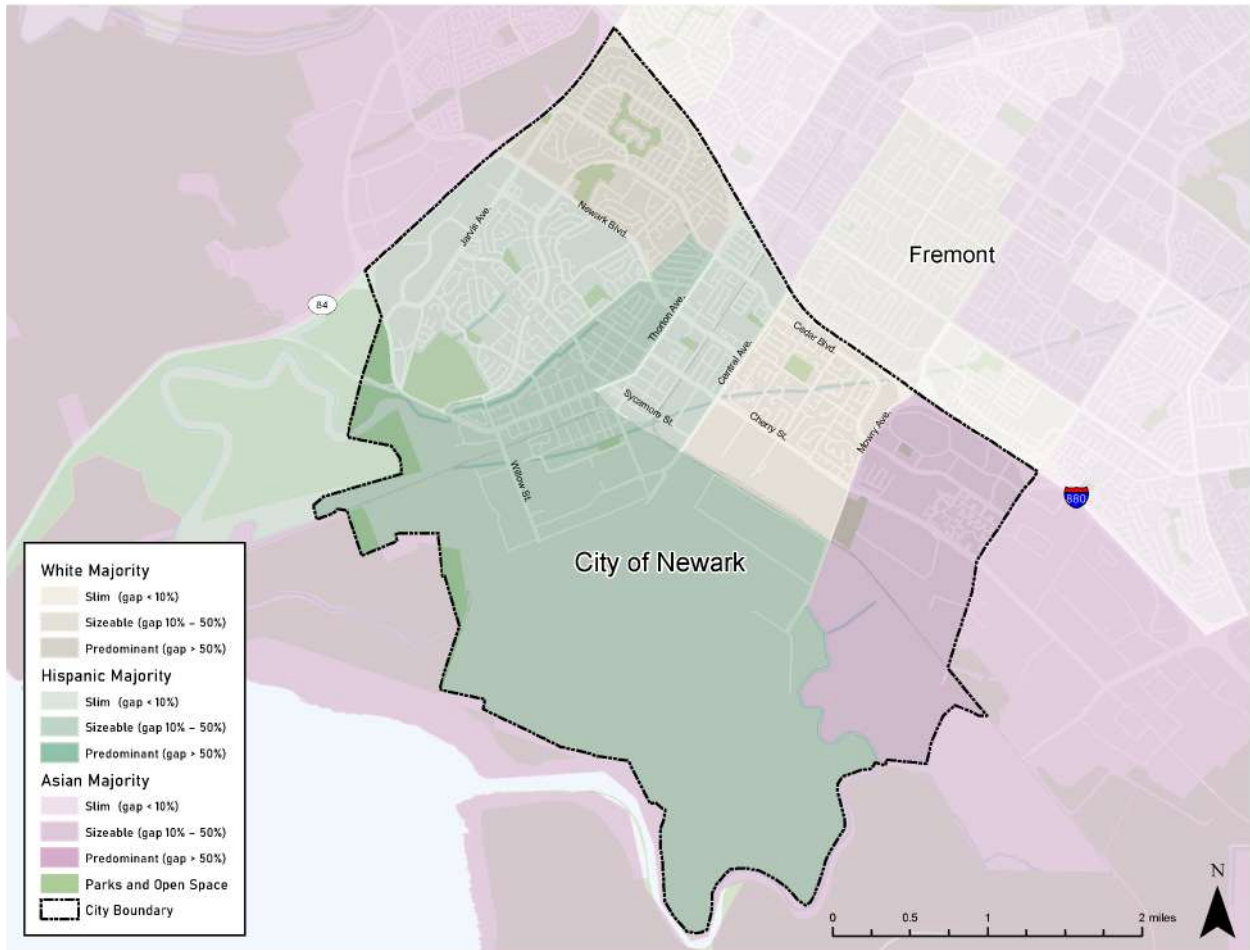 Fremont
Jarvis Ave.
Newark Blvd.
84
Thorton Ave.
Cedar Blvd.
Central Ave.
Sycamore St.
Cherry St.
Mowry Ave.
Willow St.
880
City of Newark
White Majority
Slim (gap < 10%)
Sizeable (gap 10% – 50%)
Predominant (gap > 50%)
Hispanic Majority
Slim (gap < 10%)
Sizeable (gap 10% – 50%)
Predominant (gap > 50%)
Asian Majority
Slim (gap < 10%)
Sizeable (gap 10% – 50%)
Predominant (gap > 50%)
Parks and Open Space
City Boundary
N
0 0.5 1 2 miles